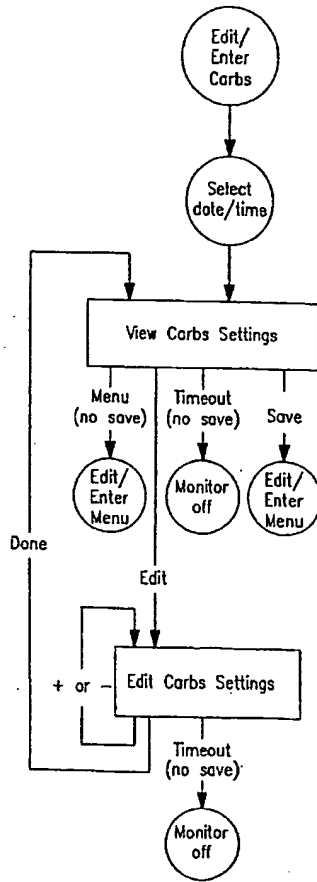 Edit/
Enter
Carbs
Select
date/time
View Carbs Settings
Menu
(no save)
Timeout
(no save)
Save
Edit/
Enter
Menu
Monitor
off
Edit/
Enter
Menu
Done
Edit
+ or -
Edit Carbs Settings
Timeout
(no save)
Monitor
off